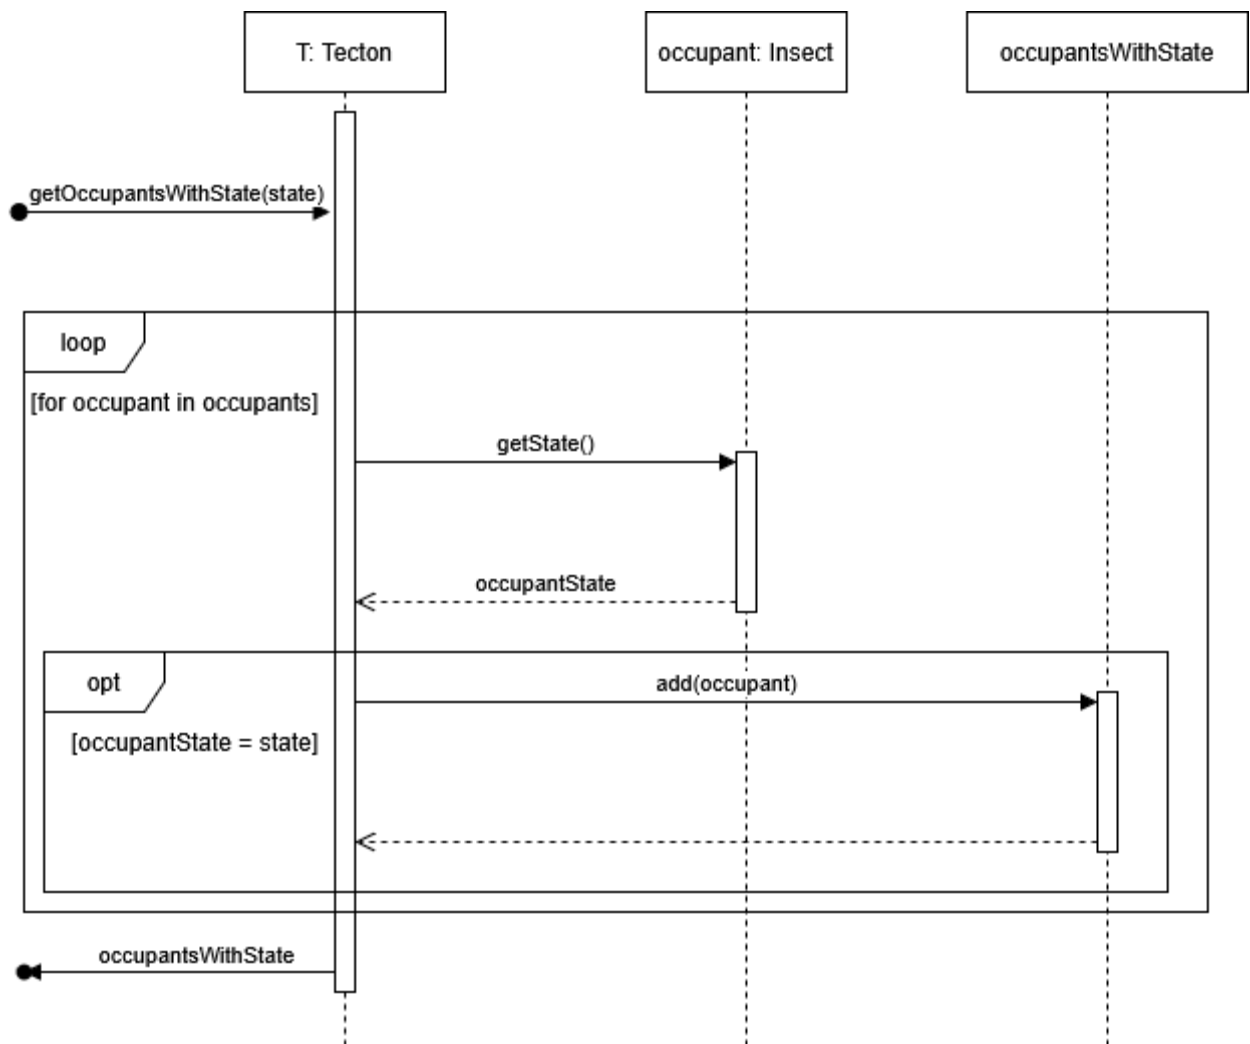 T: Tecton
occupant: Insect
occupantsWithState
getOccupantsWithState(state)
loop
[for occupant in occupants]
getState()
occupantState
opt
add(occupant)
[occupantState = state]
occupantsWithState